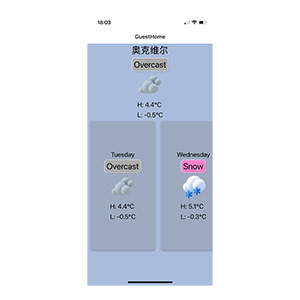 18:03
GuestHome
奥克维尔
Overcast
H: 4.4°C
L: -0.5°C
Tuesday
Overcast
H: 4.4°C
L: -0.5°C
Wednesday
Snow
H: 5.1°C
L: -0.3°C